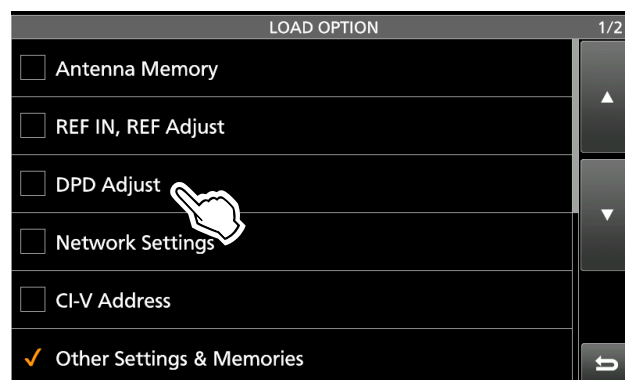 LOAD OPTION 1/2
Antenna Memory
REF IN, REF Adjust
DPD Adjust
Network Settings
CI-V Address
Other Settings & Memories